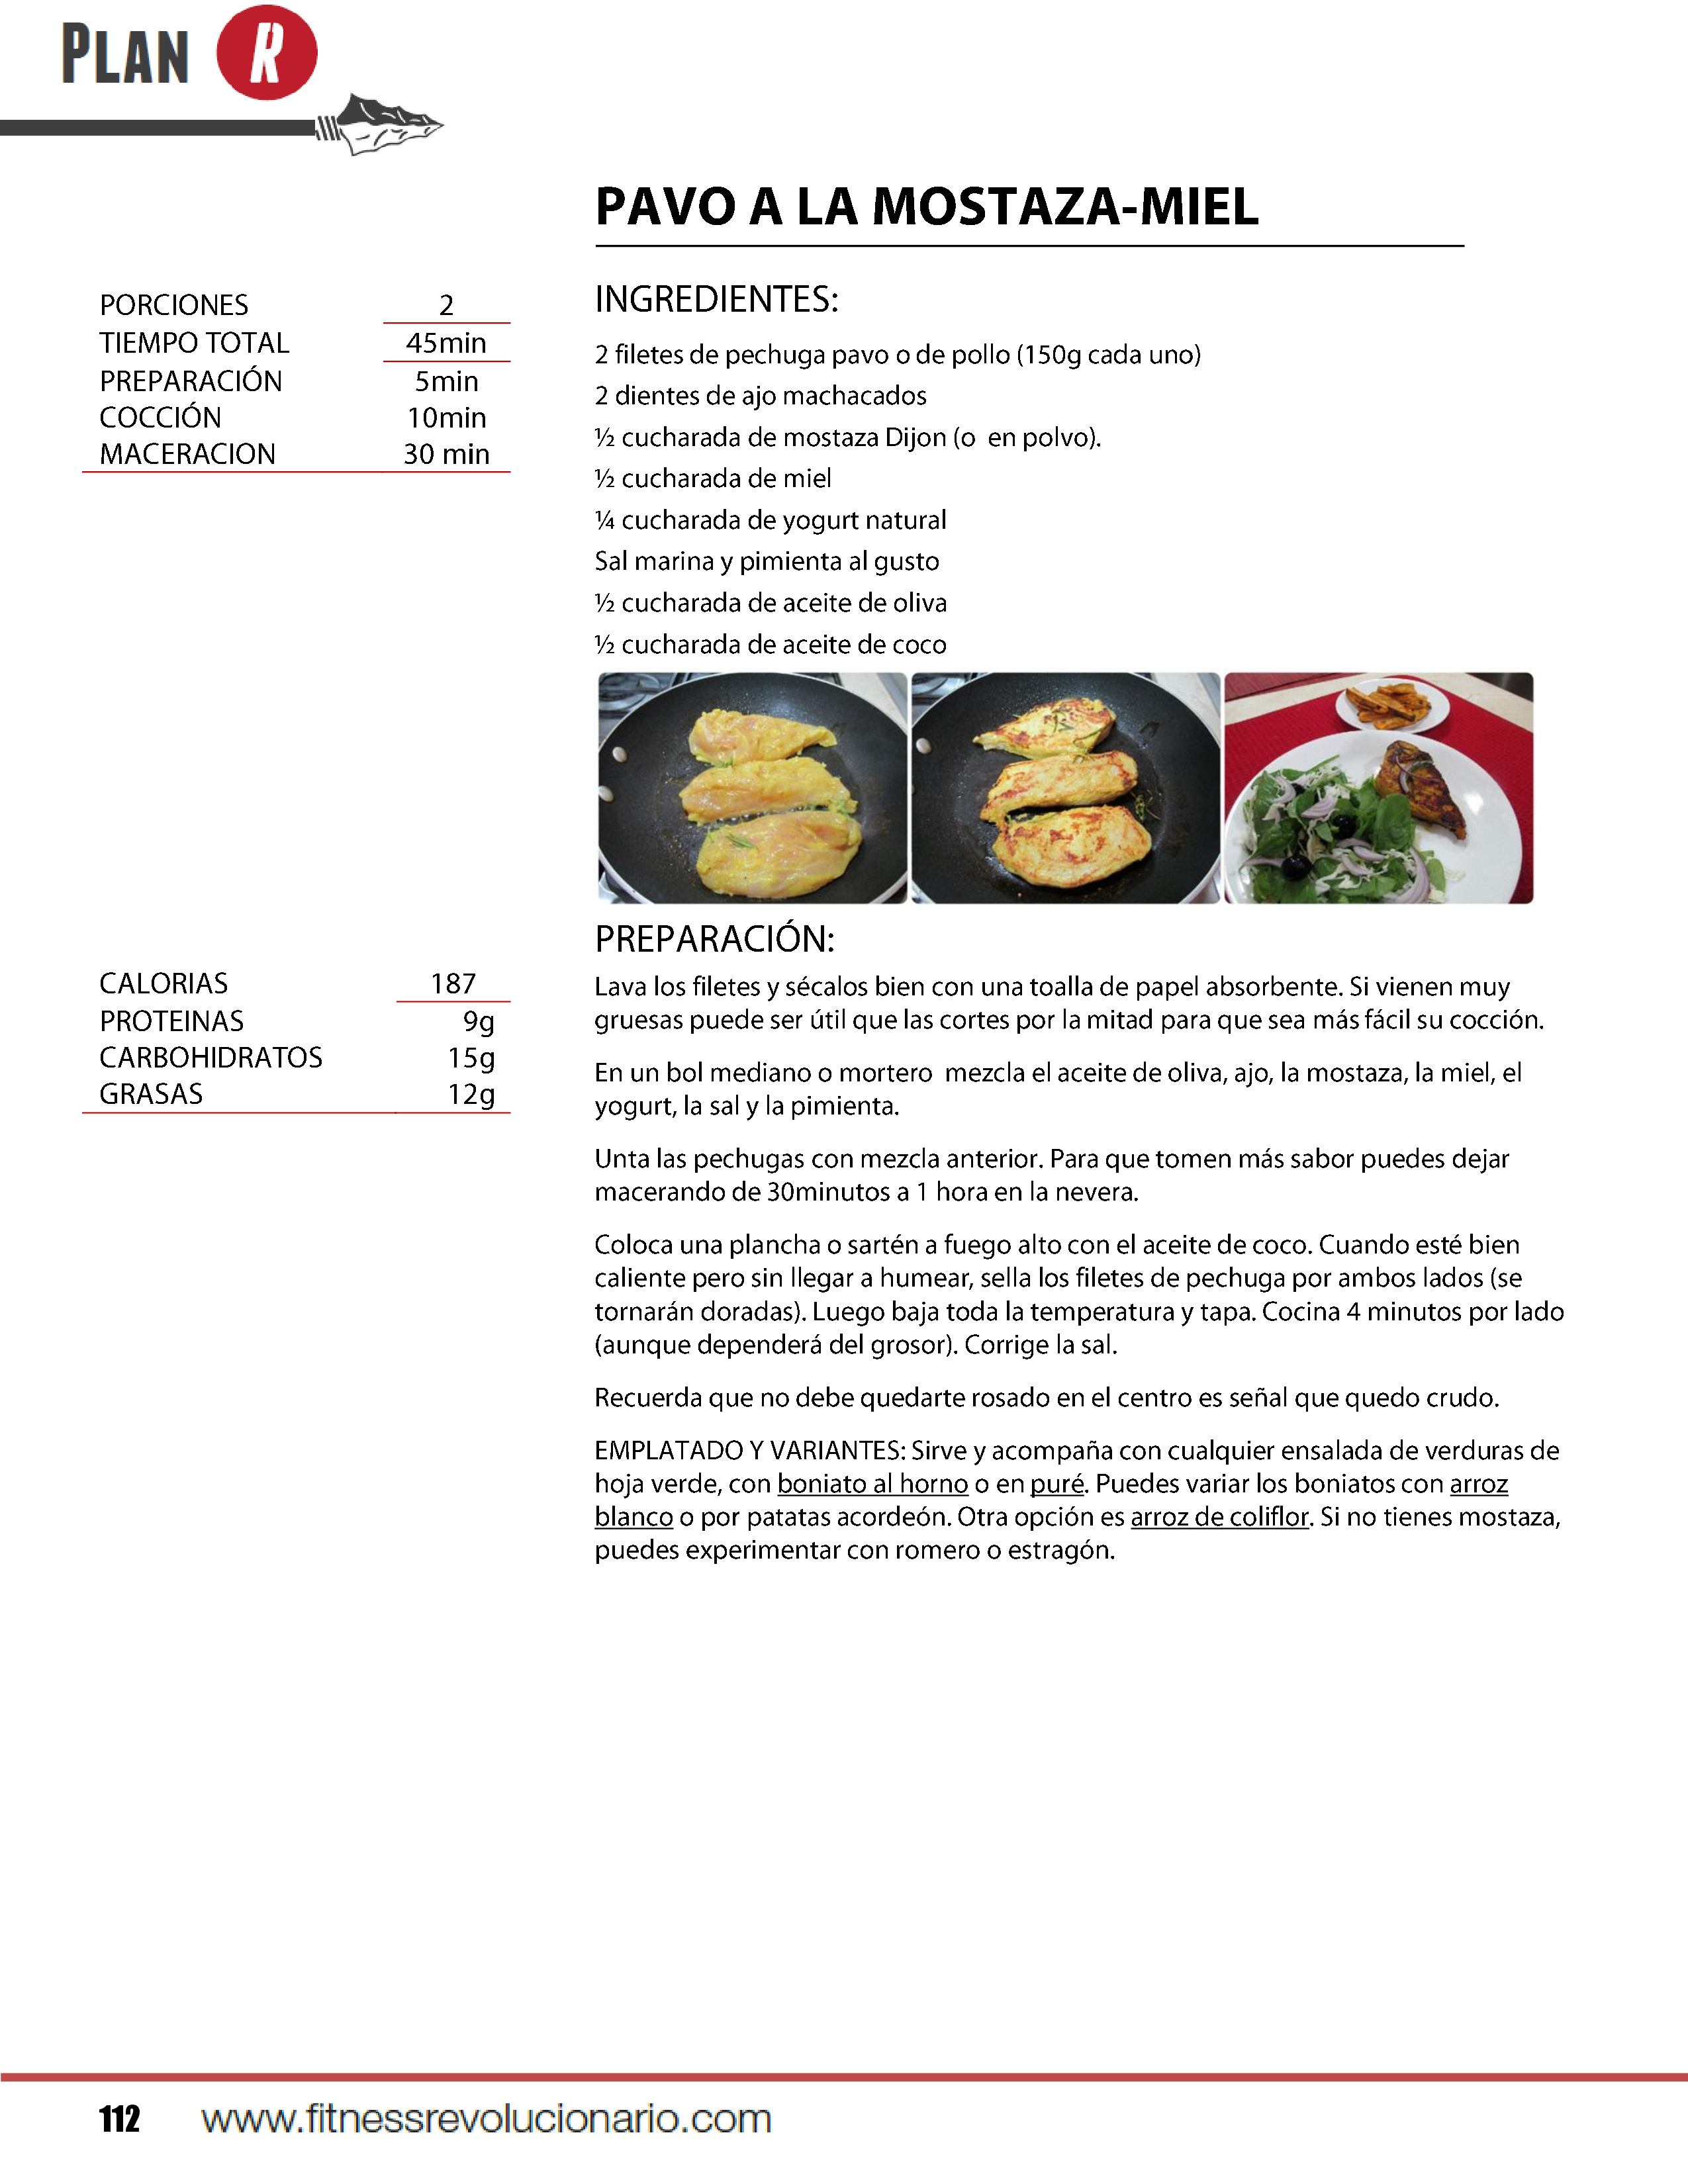 PLAN R
PAVO A LA MOSTAZA-MIEL
PORCIONES 2
TIEMPO TOTAL 45min
PREPARACIÓN 5min
COCCIÓN 10min
MACERACION 30 min
INGREDIENTES:
2 filetes de pechuga pavo o de pollo (150g cada uno)
2 dientes de ajo machacados
½ cucharada de mostaza Dijon (o en polvo).
½ cucharada de miel
¼ cucharada de yogurt natural
Sal marina y pimienta al gusto
½ cucharada de aceite de oliva
½ cucharada de aceite de coco
CALORIAS 187
PROTEINAS 9g
CARBOHIDRATOS 15g
GRASAS 12g
PREPARACIÓN:
Lava los filetes y sécalos bien con una toalla de papel absorbente. Si vienen muy
gruesas puede ser útil que las cortes por la mitad para que sea más fácil su cocción.
En un bol mediano o mortero mezcla el aceite de oliva, ajo, la mostaza, la miel, el
yogurt, la sal y la pimienta.
Unta las pechugas con mezcla anterior. Para que tomen más sabor puedes dejar
macerando de 30minutos a 1 hora en la nevera.
Coloca una plancha o sartén a fuego alto con el aceite de coco. Cuando esté bien
caliente pero sin llegar a humear, sella los filetes de pechuga por ambos lados (se
tornarán doradas). Luego baja toda la temperatura y tapa. Cocina 4 minutos por lado
(aunque dependerá del grosor). Corrige la sal.
Recuerda que no debe quedarte rosado en el centro es señal que quedo crudo.
EMPLATADO Y VARIANTES: Sirve y acompaña con cualquier ensalada de verduras de
hoja verde, con boniato al horno o en puré. Puedes variar los boniatos con arroz
blanco o por patatas acordeón. Otra opción es arroz de coliflor. Si no tienes mostaza,
puedes experimentar con romero o estragón.
112 www.fitnessrevolucionario.com